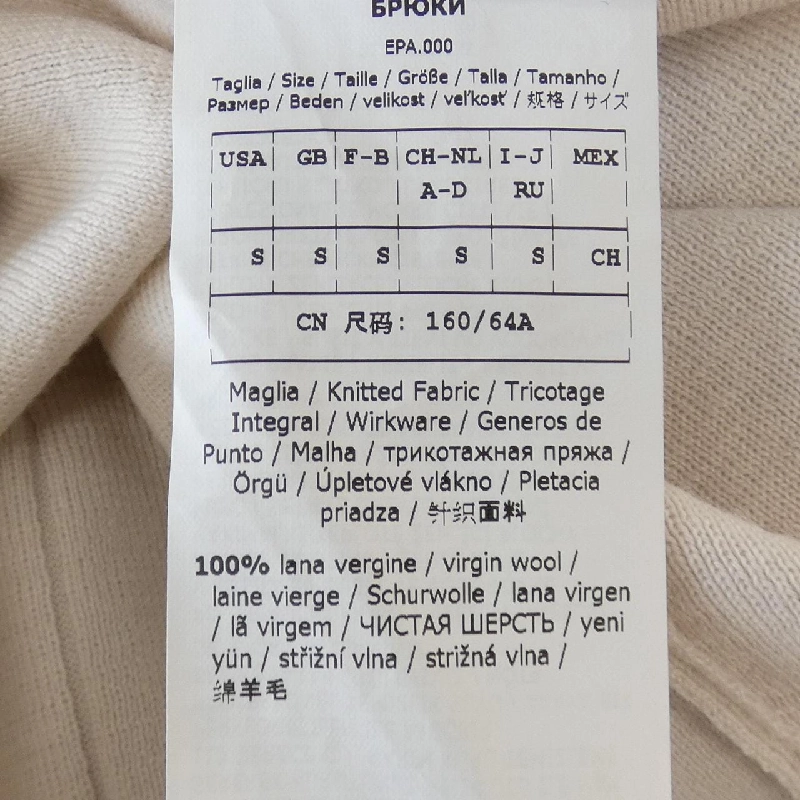 БРЮКИ
EPA.000
Taglia / Size / Taille / Größe / Talla / Tamanho /
Размер / Beden / velikost / veľkosť / 规格 / サイズ
USA GB F-B CH-NL I-J MEX
A-D RU
S S S S S CH
CN 尺码: 160/64A
Maglia / Knitted Fabric / Tricotage
Integral / Wirkware / Generos de
Punto / Malha / трикотажная пряжа /
Örgü / Úpletové vlákno / Pletacia
priadza / 针织面料
100% lana vergine / virgin wool /
laine vierge / Schurwolle / lana virgen
/ lã virgem / ЧИСТАЯ ШЕРСТЬ / yeni
yün / střižní vlna / strižná vlna /
绵羊毛